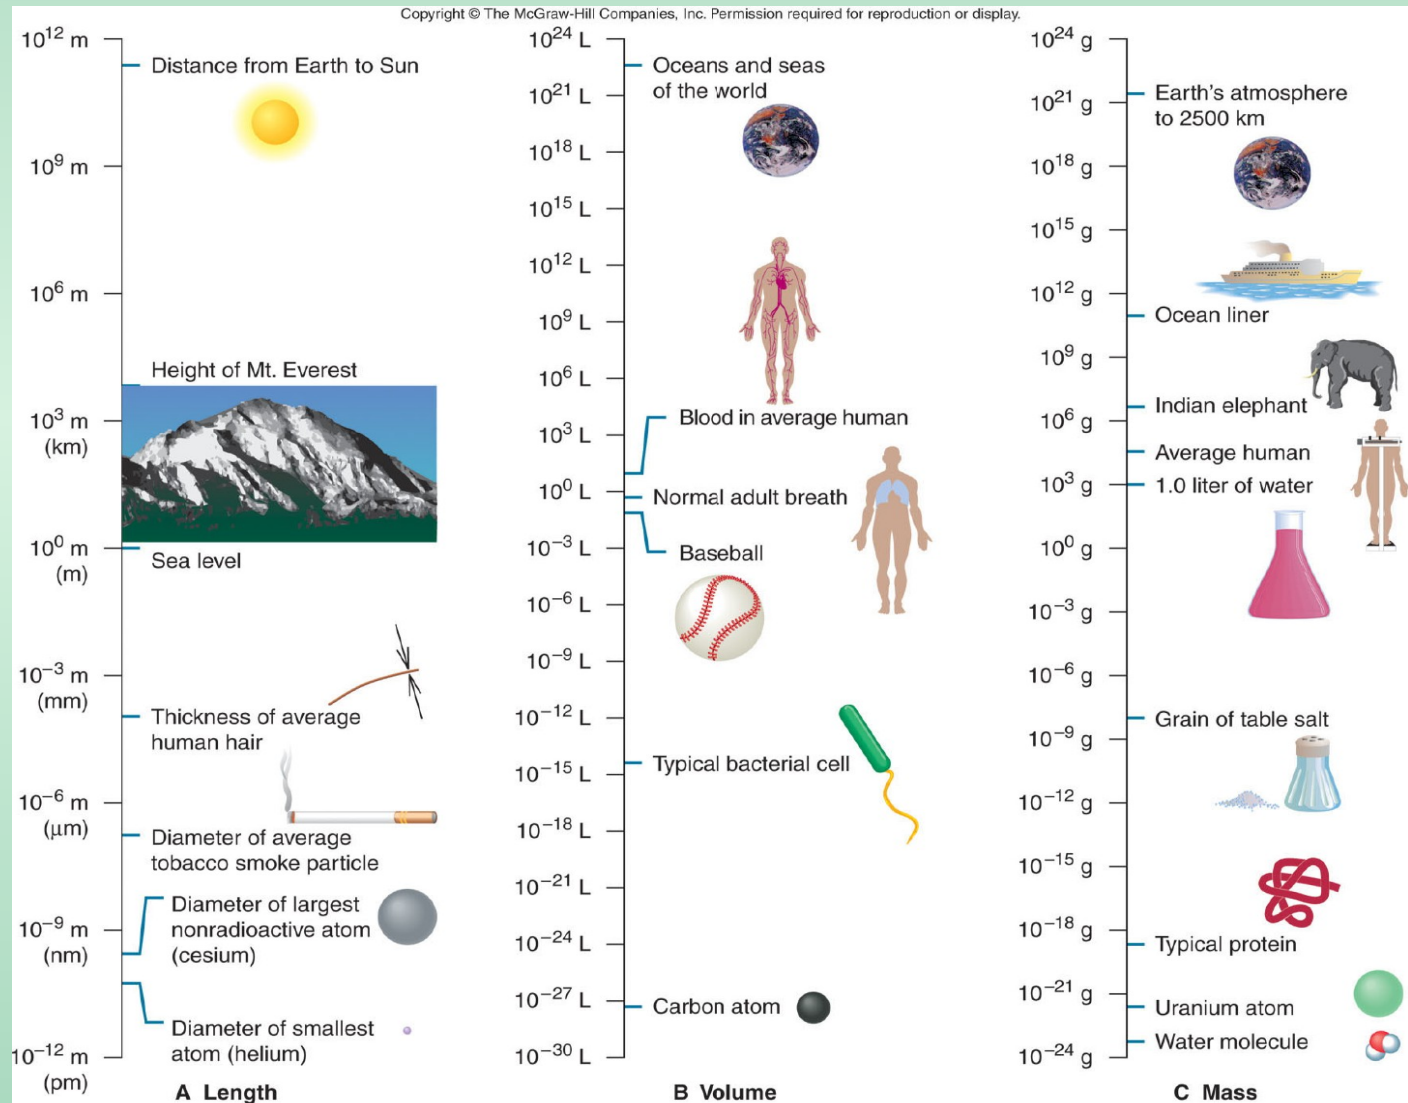 Copyright © The McGraw-Hill Companies, Inc. Permission required for reproduction or display.
10¹² m
Distance from Earth to Sun
10⁹ m
10⁶ m
Height of Mt. Everest
10³ m
(km)
10⁰ m
(m)
Sea level
10⁻³ m
(mm)
Thickness of average
human hair
10⁻⁶ m
(μm)
Diameter of average
tobacco smoke particle
Diameter of largest
nonradioactive atom
(cesium)
10⁻⁹ m
(nm)
Diameter of smallest
atom (helium)
10⁻¹² m
(pm)
A Length
10²⁴ L
Oceans and seas
of the world
10²¹ L
10¹⁸ L
10¹⁵ L
10¹² L
10⁹ L
10⁶ L
Blood in average human
10³ L
10⁰ L
Normal adult breath
10⁻³ L
Baseball
10⁻⁶ L
10⁻⁹ L
10⁻¹² L
Typical bacterial cell
10⁻¹⁵ L
10⁻¹⁸ L
10⁻²¹ L
10⁻²⁴ L
10⁻²⁷ L
Carbon atom
10⁻³⁰ L
B Volume
10²⁴ g
Earth's atmosphere
to 2500 km
10²¹ g
10¹⁸ g
10¹⁵ g
10¹² g
Ocean liner
10⁹ g
Indian elephant
10⁶ g
Average human
10³ g
1.0 liter of water
10⁰ g
10⁻³ g
10⁻⁶ g
Grain of table salt
10⁻⁹ g
10⁻¹² g
10⁻¹⁵ g
10⁻¹⁸ g
Typical protein
10⁻²¹ g
Uranium atom
Water molecule
10⁻²⁴ g
C Mass